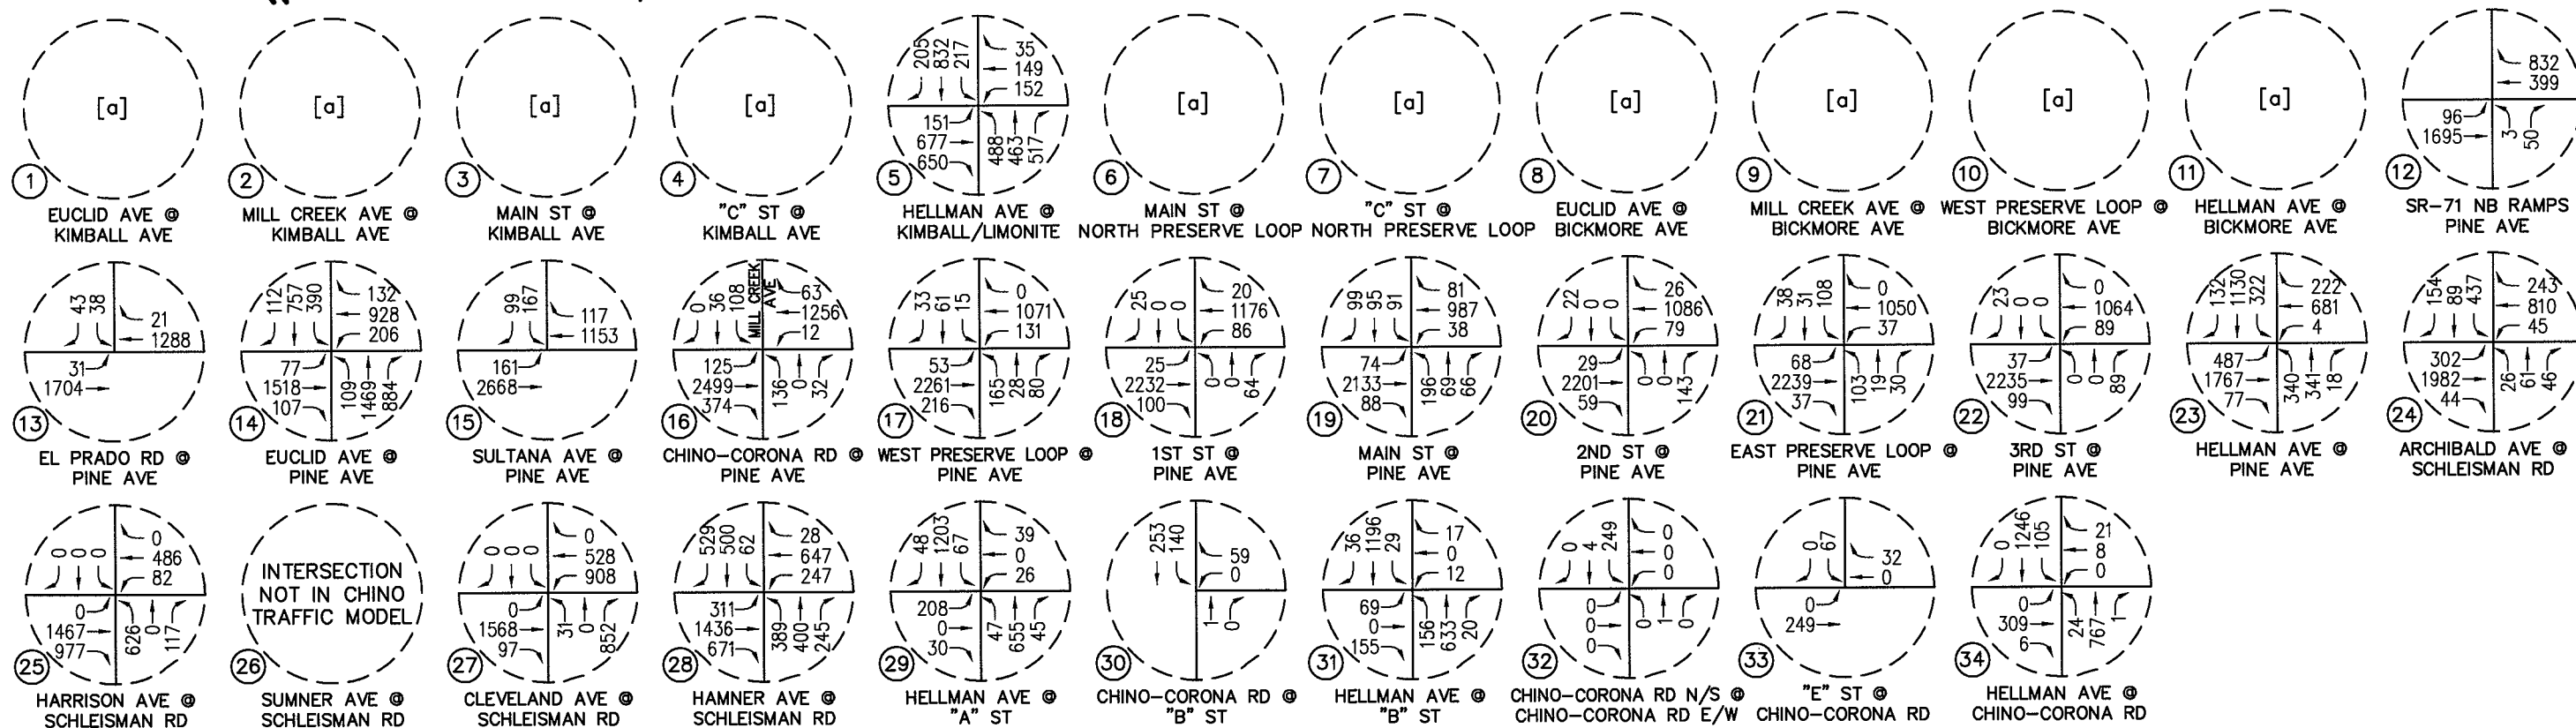 [a]
1
EUCLID AVE @
KIMBALL AVE
[a]
2
MILL CREEK AVE @
KIMBALL AVE
[a]
3
MAIN ST @
KIMBALL AVE
[a]
4
"C" ST @
KIMBALL AVE
205 832 217
35
149
152
151
677
650
488 463 517
5
HELLMAN AVE @
KIMBALL/LIMONITE
[a]
6
MAIN ST @
NORTH PRESERVE LOOP
[a]
7
"C" ST @
NORTH PRESERVE LOOP
[a]
8
EUCLID AVE @
BICKMORE AVE
[a]
9
MILL CREEK AVE @
BICKMORE AVE
[a]
10
WEST PRESERVE LOOP @
BICKMORE AVE
[a]
11
HELLMAN AVE @
BICKMORE AVE
832
399
96
1695
3 50
12
SR-71 NB RAMPS
PINE AVE
43 38
21
1288
31
1704
13
EL PRADO RD @
PINE AVE
112 757 390
132
928
206
77
1518
107
109 1469 884
14
EUCLID AVE @
PINE AVE
99 167
117
1153
161
2668
15
SULTANA AVE @
PINE AVE
0 36 108
MILL CREEK
AVE
63
1256
12
125
2499
374
136 0 32
16
CHINO-CORONA RD @
PINE AVE
33 61 15
0
1071
131
53
2261
216
165 28 80
17
WEST PRESERVE LOOP @
PINE AVE
25 0 0
20
1176
86
25
2232
100
0 0 64
18
1ST ST @
PINE AVE
99 95 91
81
987
38
74
2133
88
196 69 66
19
MAIN ST @
PINE AVE
22 0 0
26
1086
79
29
2201
59
0 0 143
20
2ND ST @
PINE AVE
38 31 108
0
1050
37
68
2239
37
103 19 30
21
EAST PRESERVE LOOP @
PINE AVE
23 0 0
0
1064
89
37
2235
99
0 0 89
22
3RD ST @
PINE AVE
132 1130 322
222
681
4
487
1767
77
340 341 18
23
HELLMAN AVE @
PINE AVE
154 89 437
243
810
45
302
1982
44
26 61 46
24
ARCHIBALD AVE @
SCHLEISMAN RD
0 0 0
0
486
82
0
1467
977
626 0 117
25
HARRISON AVE @
SCHLEISMAN RD
INTERSECTION
NOT IN CHINO
TRAFFIC MODEL
26
SUMNER AVE @
SCHLEISMAN RD
0 0 0
0
528
908
0
1568
97
31 0 852
27
CLEVELAND AVE @
SCHLEISMAN RD
529 500 62
28
647
247
311
1436
671
389 400 245
28
HAMNER AVE @
SCHLEISMAN RD
48 1203 67
39
0
26
208
0
30
47 655 45
29
HELLMAN AVE @
"A" ST
253 140
59
0
1 0
30
CHINO-CORONA RD @
"B" ST
36 1196 29
17
0
12
69
0
155
156 633 20
31
HELLMAN AVE @
"B" ST
0 4 249
0
0
0
0
0
0
0 1 0
32
CHINO-CORONA RD N/S @
CHINO-CORONA RD E/W
0 67
32
0
0
249
33
"E" ST @
CHINO-CORONA RD
0 1246 105
21
8
0
0
309
6
24 767 1
34
HELLMAN AVE @
CHINO-CORONA RD